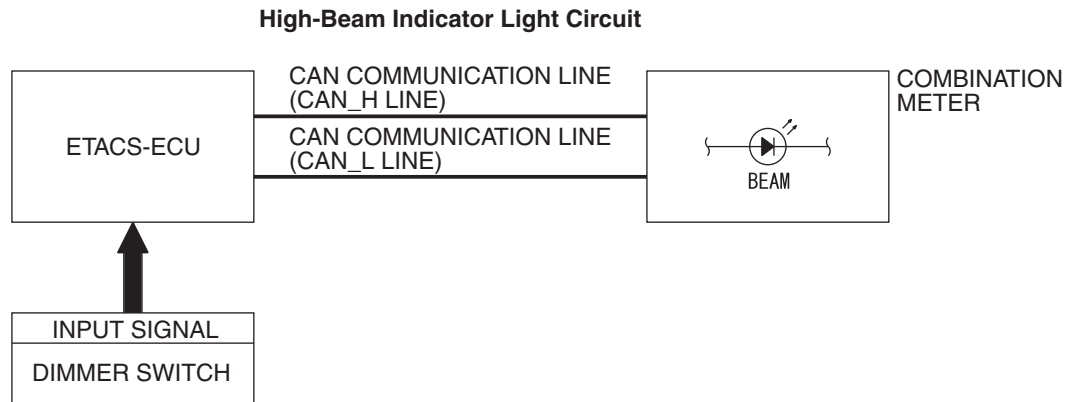 High-Beam Indicator Light Circuit
ETACS-ECU
CAN COMMUNICATION LINE
(CAN_H LINE)
CAN COMMUNICATION LINE
(CAN_L LINE)
BEAM
COMBINATION
METER
INPUT SIGNAL
DIMMER SWITCH